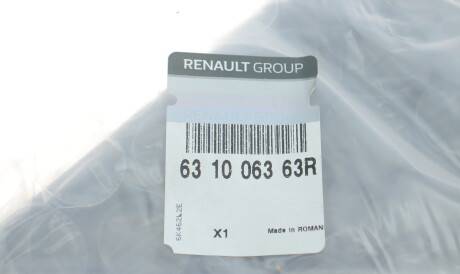 RENAULT GROUP
63 10 063 63R
X1
Made in ROMAN